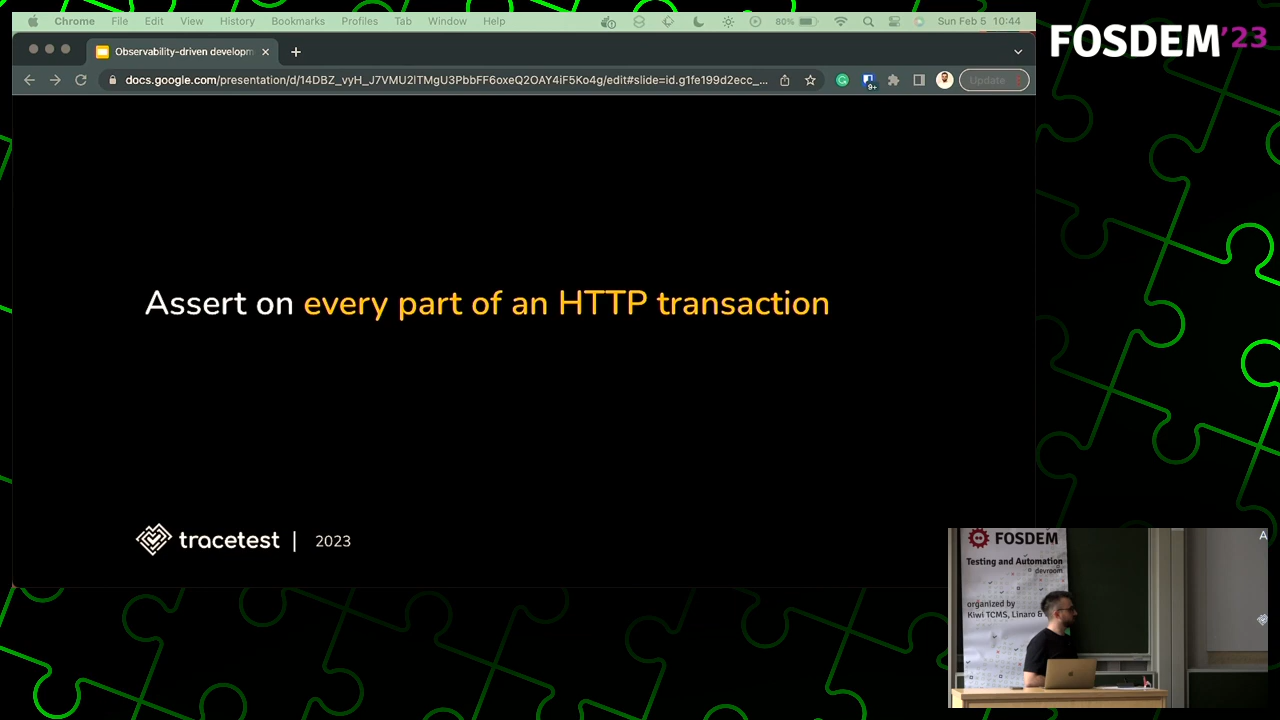 Chrome File Edit View History Bookmarks Profiles Tab Window Help 80% Sun Feb 5 10:44
FOSDEM'23
Observability-driven developm
docs.google.com/presentation/d/14DBZ_vyH_J7VMU2lTMgU3PbbFF6oxeQ2OAY4iF5Ko4g/edit#slide=id.g1fe199d2ecc_...
9+
Update
Assert on every part of an HTTP transaction
tracetest | 2023
FOSDEM
Testing and Automation
devroom
organized by
Kiwi TCMS, Linaro &
A